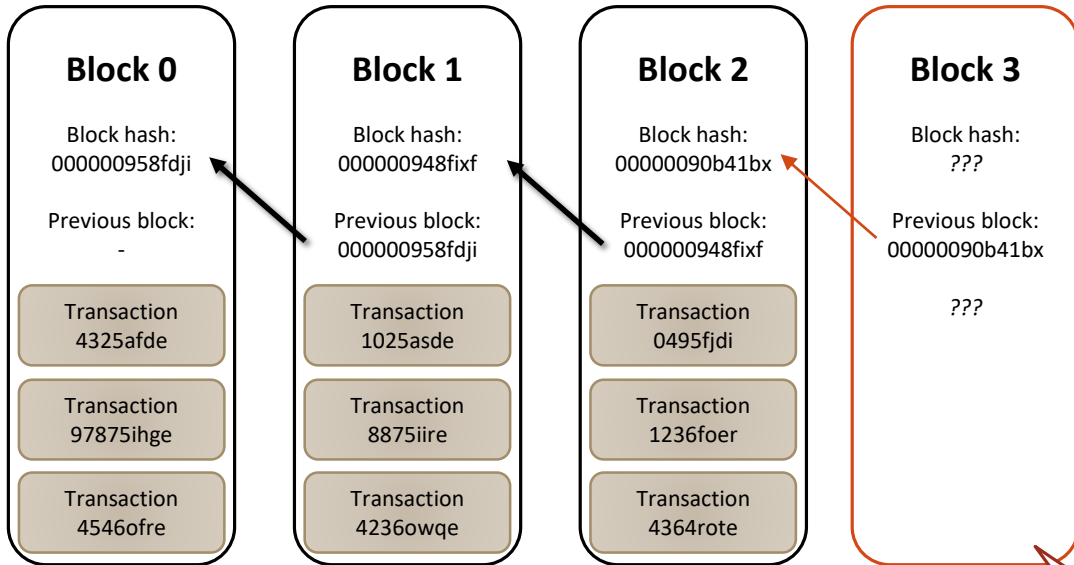 Block 0
Block hash:
000000958fdji
Previous block:
-
Transaction
4325afde
Transaction
97875ihge
Transaction
4546ofre
Block 1
Block hash:
000000948fixf
Previous block:
000000958fdji
Transaction
1025asde
Transaction
8875iire
Transaction
4236owqe
Block 2
Block hash:
00000090b41bx
Previous block:
000000948fixf
Transaction
0495fjdi
Transaction
1236foer
Transaction
4364rote
Block 3
Block hash:
???
Previous block:
00000090b41bx
???